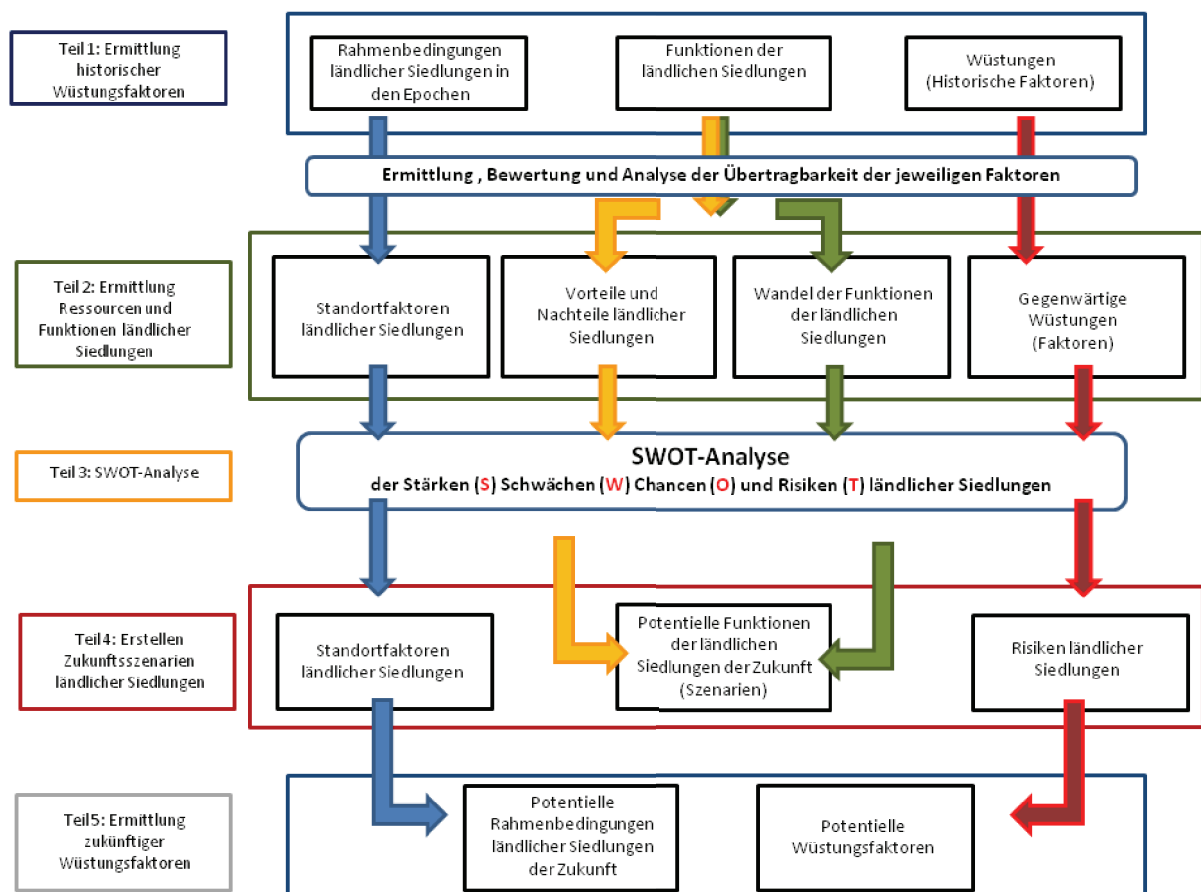 Teil 1: Ermittlung
historischer
Wüstungsfaktoren
Rahmenbedingungen
ländlicher Siedlungen in
den Epochen
Funktionen der
ländlichen Siedlungen
Wüstungen
(Historische Faktoren)
Ermittlung , Bewertung und Analyse der Übertragbarkeit der jeweiligen Faktoren
Teil 2: Ermittlung
Ressourcen und
Funktionen ländlicher
Siedlungen
Standortfaktoren
ländlicher Siedlungen
Vorteile und
Nachteile ländlicher
Siedlungen
Wandel der Funktionen
der ländlichen
Siedlungen
Gegenwärtige
Wüstungen
(Faktoren)
Teil 3: SWOT-Analyse
SWOT-Analyse
der Stärken (S) Schwächen (W) Chancen (O) und Risiken (T) ländlicher Siedlungen
Teil 4: Erstellen
Zukunftsszenarien
ländlicher Siedlungen
Standortfaktoren
ländlicher Siedlungen
Potentielle Funktionen
der ländlichen
Siedlungen der Zukunft
(Szenarien)
Risiken ländlicher
Siedlungen
Teil 5: Ermittlung
zukünftiger
Wüstungsfaktoren
Potentielle
Rahmenbedingungen
ländlicher Siedlungen
der Zukunft
Potentielle
Wüstungsfaktoren